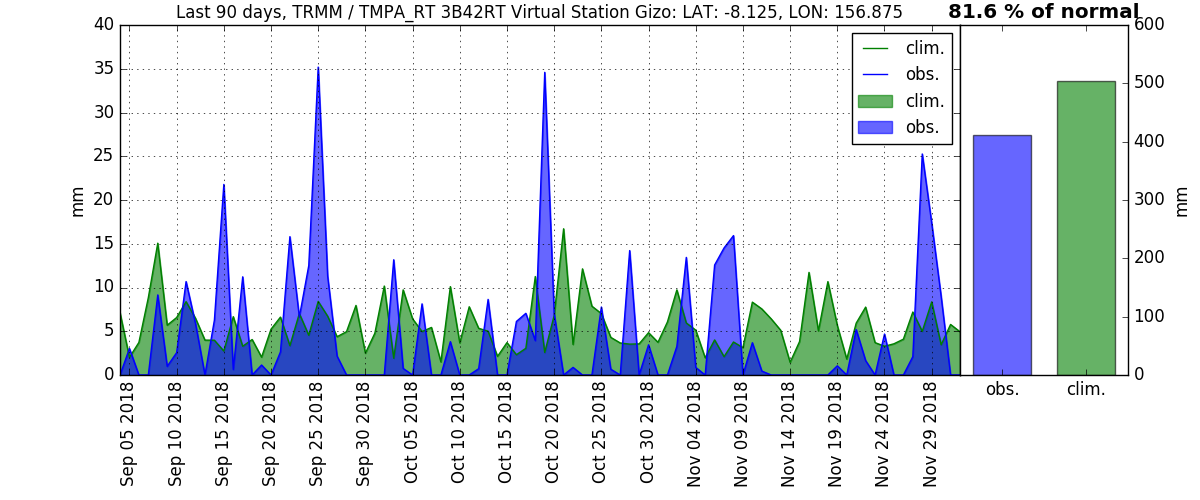 Last 90 days, TRMM / TMPA_RT 3B42RT Virtual Station Gizo: LAT: -8.125, LON: 156.875
81.6 % of normal
mm
40
35
30
25
20
15
10
5
0
clim.
obs.
clim.
obs.
Sep 05 2018
Sep 10 2018
Sep 15 2018
Sep 20 2018
Sep 25 2018
Sep 30 2018
Oct 05 2018
Oct 10 2018
Oct 15 2018
Oct 20 2018
Oct 25 2018
Oct 30 2018
Nov 04 2018
Nov 09 2018
Nov 14 2018
Nov 19 2018
Nov 24 2018
Nov 29 2018
600
500
400
300
200
100
0
mm
obs.
clim.